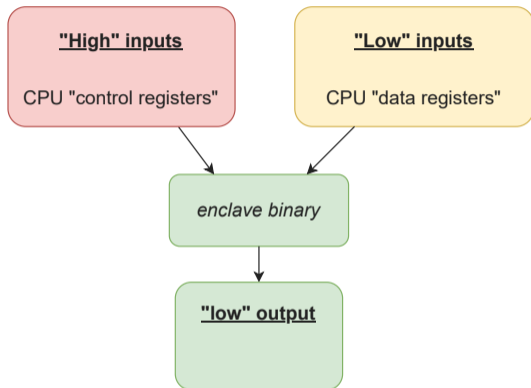 "High" inputs
CPU "control registers"
"Low" inputs
CPU "data registers"
enclave binary
"low" output